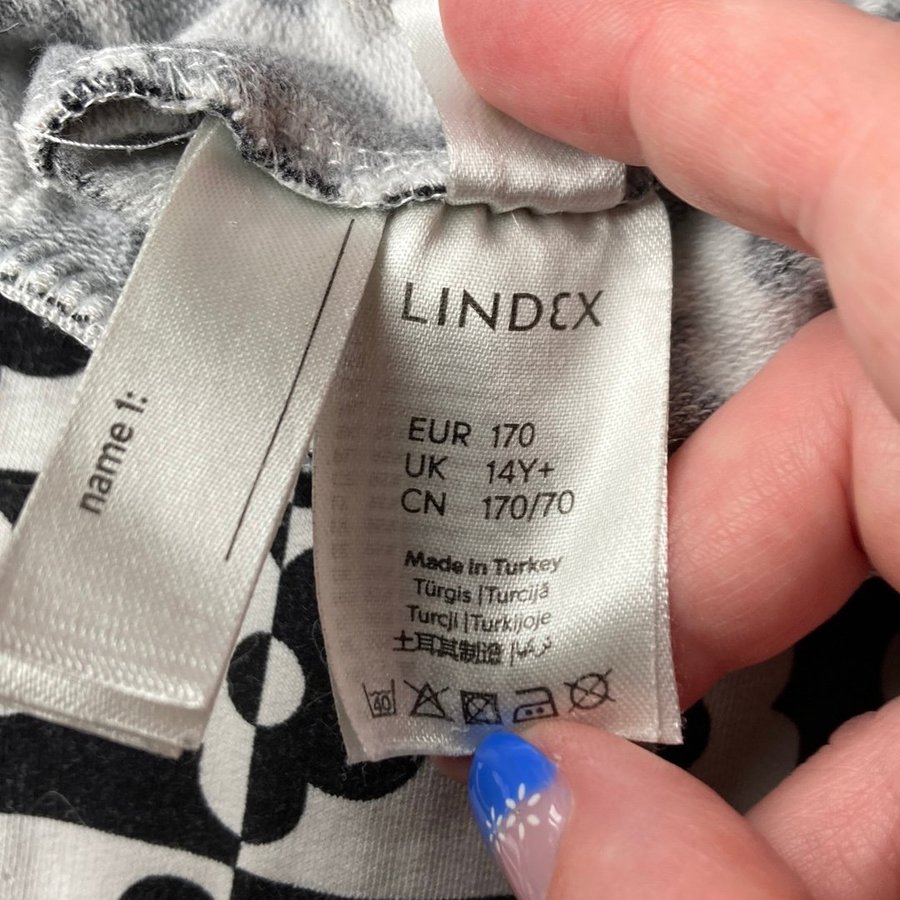 name 1:
LINDEX
EUR 170
UK 14Y+
CN 170/70
Made in Turkey
Türgis | Turcijā
Turcji | Turkijoje
土耳其制造 |
40